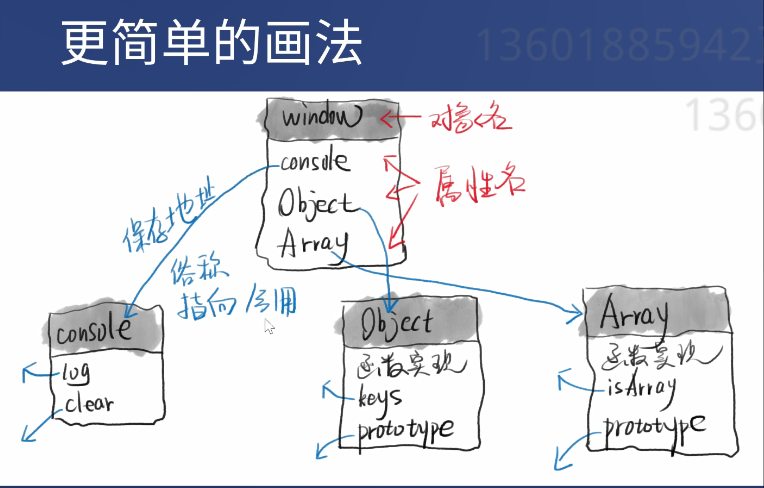 更简单的画法
13601885942
136
window
对象名
console
Object
Array
属性名
保存地址
俗称
指向/引用
console
log
clear
Object
函数实现
keys
prototype
Array
函数实现
isArray
prototype